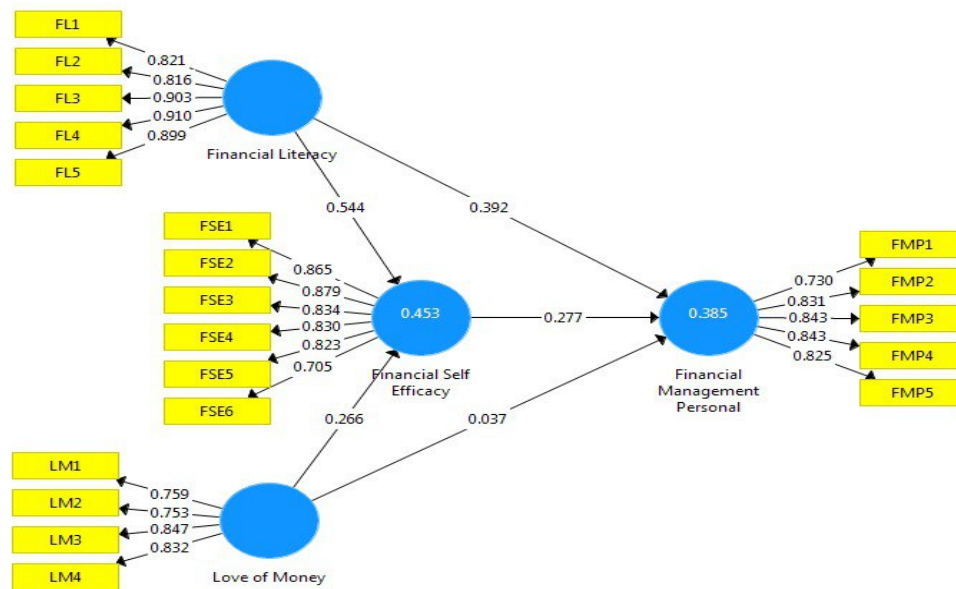 FL1
FL2
FL3
FL4
FL5
0.821
0.816
0.903
0.910
0.899
Financial Literacy
0.544
0.392
FSE1
FSE2
FSE3
FSE4
FSE5
FSE6
0.865
0.879
0.834
0.830
0.823
0.705
0.453
Financial Self
Efficacy
0.277
0.385
Financial
Management
Personal
0.730
0.831
0.843
0.843
0.825
FMP1
FMP2
FMP3
FMP4
FMP5
0.266
0.037
LM1
LM2
LM3
LM4
0.759
0.753
0.847
0.832
Love of Money